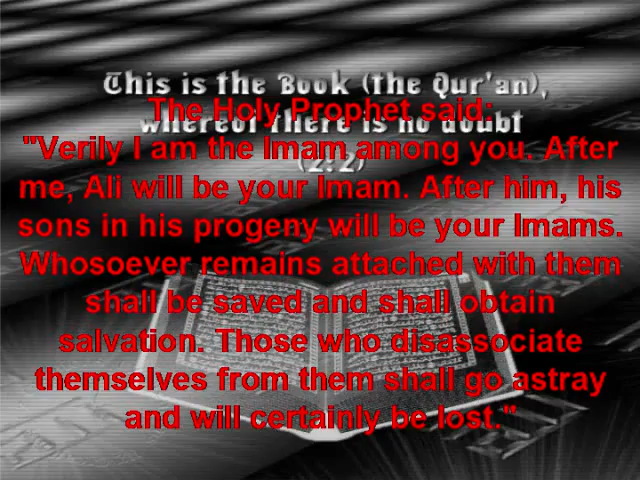 This is the Book (the Qur'an),
The Holy Prophet said:
whereof there is no doubt
"Verily I am the Imam among you. After
(2:2)
me, Ali will be your Imam. After him, his
sons in his progeny will be your Imams.
Whosoever remains attached with them
shall be saved and shall obtain
salvation. Those who disassociate
themselves from them shall go astray
and will certainly be lost."